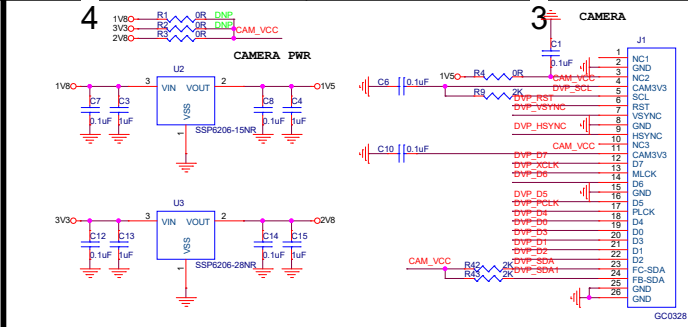 4
3
CAMERA
1V8
R1
0R
DNP
3V3
R2
0R
DNP
2V8
R3
0R
CAM_VCC
CAMERA PWR
U2
1V8
3
VIN
VOUT
2
1V5
VSS
1
SSP6206-15NR
C7
0.1uF
C3
1uF
C8
0.1uF
C4
1uF
U3
3V3
3
VIN
VOUT
2
2V8
VSS
1
SSP6206-28NR
C12
0.1uF
C13
1uF
C14
0.1uF
C15
1uF
C1
0.1uF
1V5
R4
0R
C6
0.1uF
R9
2K
C10
0.1uF
CAM_VCC
R42
2K
R43
2K
CAM_VCC
DVP_SCL
DVP_RST
DVP_VSYNC
DVP_HSYNC
CAM_VCC
DVP_D7
DVP_XCLK
DVP_D6
DVP_D5
DVP_PCLK
DVP_D4
DVP_D0
DVP_D3
DVP_D1
DVP_D2
DVP_SDA
DVP_SDA1
J1
1 NC1
2 GND
3 NC2
4 CAM3V3
5 SCL
6 RST
7 VSYNC
8 GND
9 HSYNC
10 NC3
11 CAM3V3
12 D7
13 MLCK
14 D6
15 GND
16 D5
17 PLCK
18 D4
19 D0
20 D3
21 D1
22 D2
23 FC-SDA
24 FB-SDA
25 GND
26 GND
GC0328